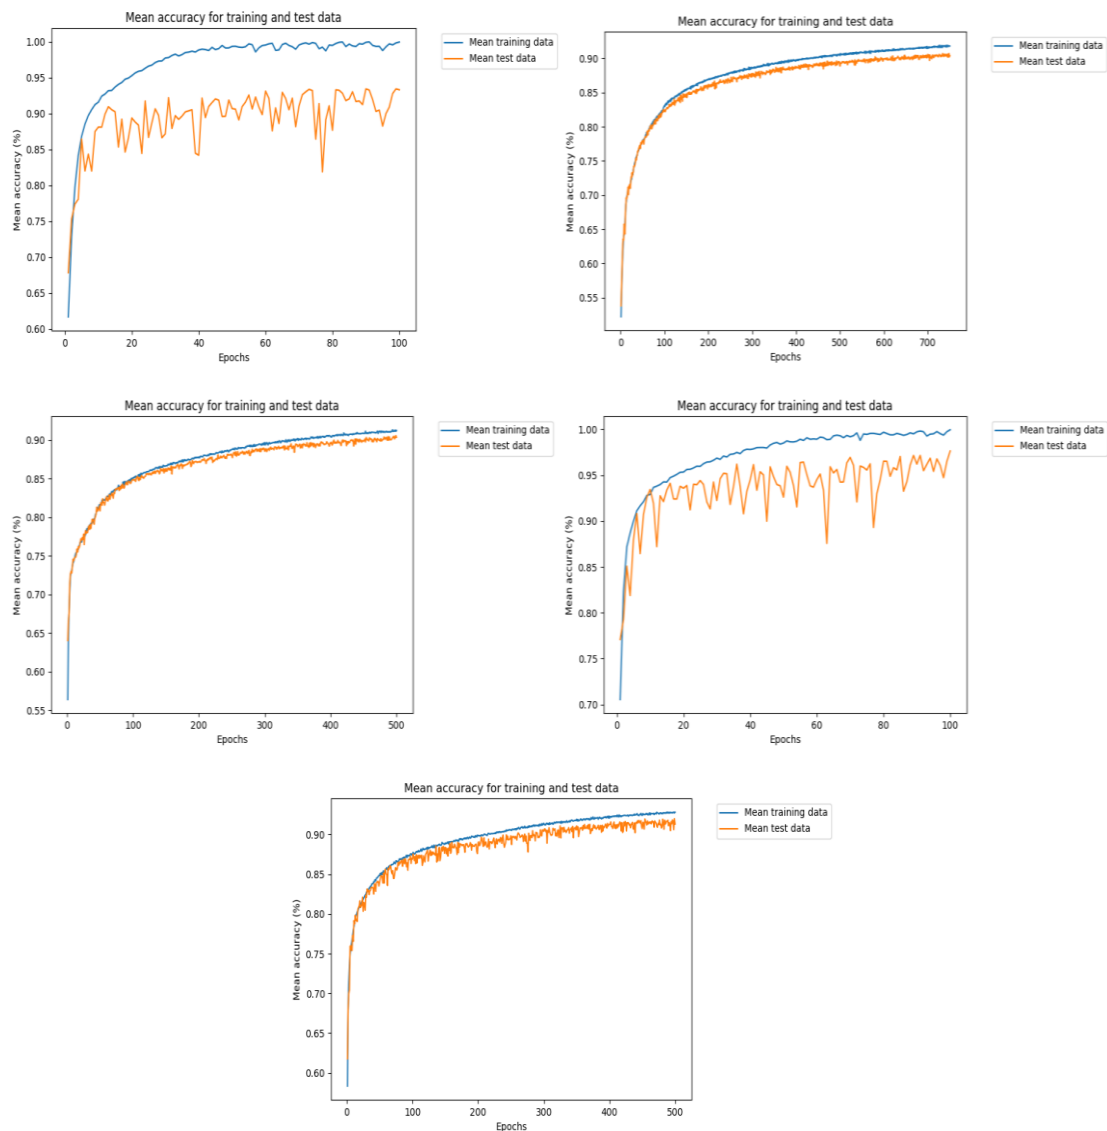 Mean accuracy for training and test data
Mean accuracy (%)
1.00
0.95
0.90
0.85
0.80
0.75
0.70
0.65
0.60
0 20 40 60 80 100
Epochs
Mean training data
Mean test data
Mean accuracy for training and test data
Mean accuracy (%)
0.90
0.85
0.80
0.75
0.70
0.65
0.60
0.55
0 100 200 300 400 500 600 700
Epochs
Mean training data
Mean test data
Mean accuracy for training and test data
Mean accuracy (%)
0.90
0.85
0.80
0.75
0.70
0.65
0.60
0.55
0 100 200 300 400 500
Epochs
Mean training data
Mean test data
Mean accuracy for training and test data
Mean accuracy (%)
1.00
0.95
0.90
0.85
0.80
0.75
0.70
0 20 40 60 80 100
Epochs
Mean training data
Mean test data
Mean accuracy for training and test data
Mean accuracy (%)
0.90
0.85
0.80
0.75
0.70
0.65
0.60
0 100 200 300 400 500
Epochs
Mean training data
Mean test data